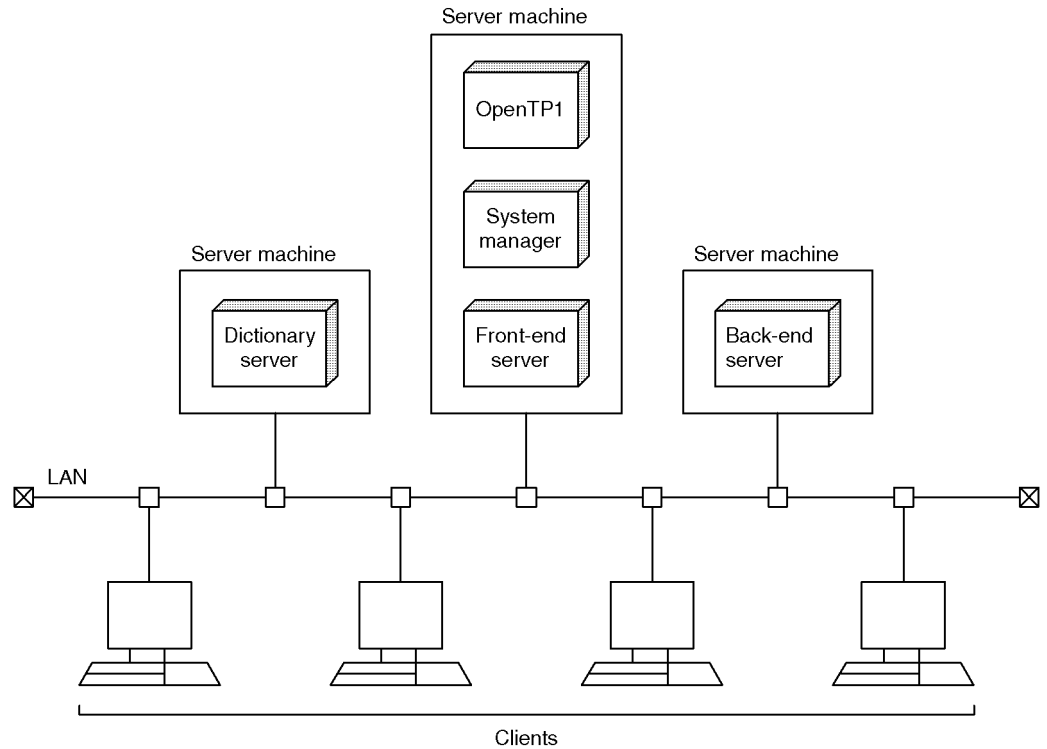 Server machine
OpenTP1
System
manager
Server machine
Server machine
Dictionary
server
Front-end
server
Back-end
server
LAN
Clients